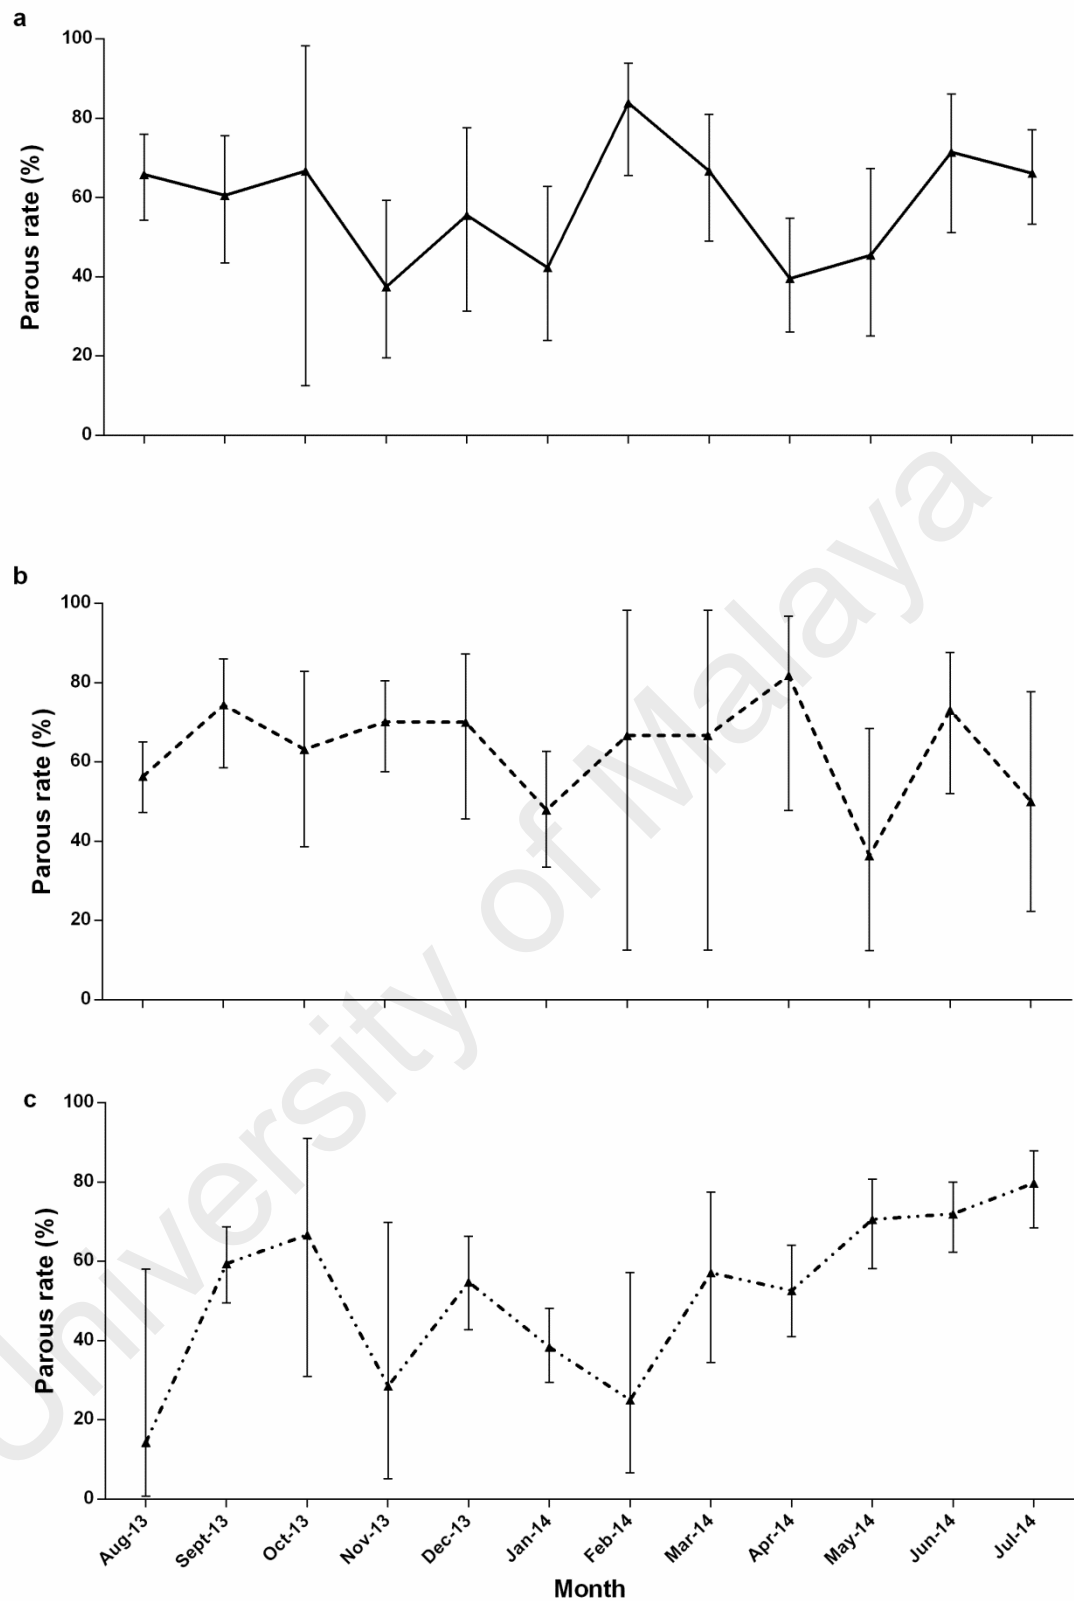 a
100
80
60
40
20
0
Parous rate (%)
b
100
80
60
40
20
0
Parous rate (%)
c
100
80
60
40
20
0
Parous rate (%)
Aug-13 Sept-13 Oct-13 Nov-13 Dec-13 Jan-14 Feb-14 Mar-14 Apr-14 May-14 Jun-14 Jul-14
Month
University of Malaya